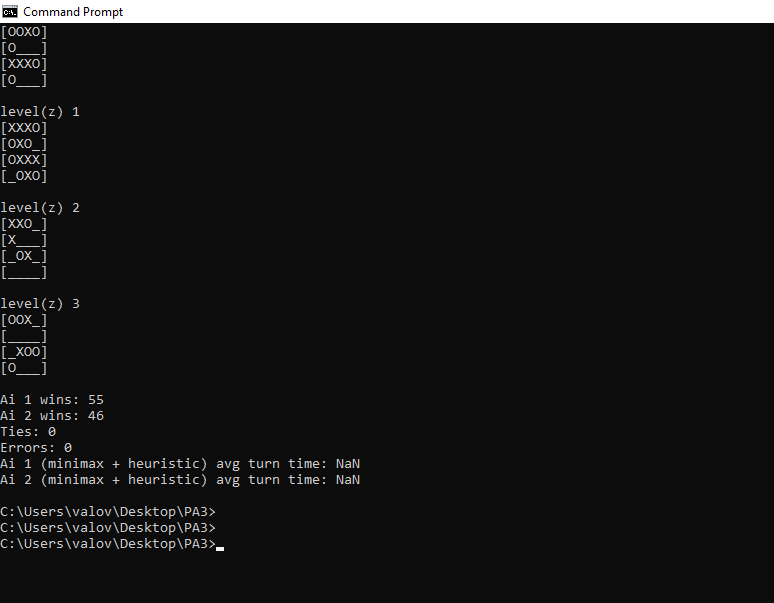 Command Prompt
[OOXO]
[O___]
[XXXO]
[O___]
level(z) 1
[XXXO]
[OXO_]
[OXXX]
[_OXO]
level(z) 2
[XXO_]
[X___]
[_OX_]
[____]
level(z) 3
[OOX_]
[____]
[_XOO]
[O___]
Ai 1 wins: 55
Ai 2 wins: 46
Ties: 0
Errors: 0
Ai 1 (minimax + heuristic) avg turn time: NaN
Ai 2 (minimax + heuristic) avg turn time: NaN
C:\Users\valov\Desktop\PA3>
C:\Users\valov\Desktop\PA3>
C:\Users\valov\Desktop\PA3>